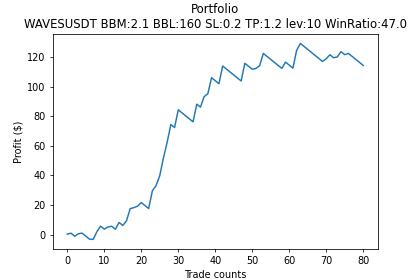 Portfolio
WAVESUSDT BBM:2.1 BBL:160 SL:0.2 TP:1.2 lev:10 WinRatio:47.0
Profit ($)
120
100
80
60
40
20
0
0 10 20 30 40 50 60 70 80
Trade counts